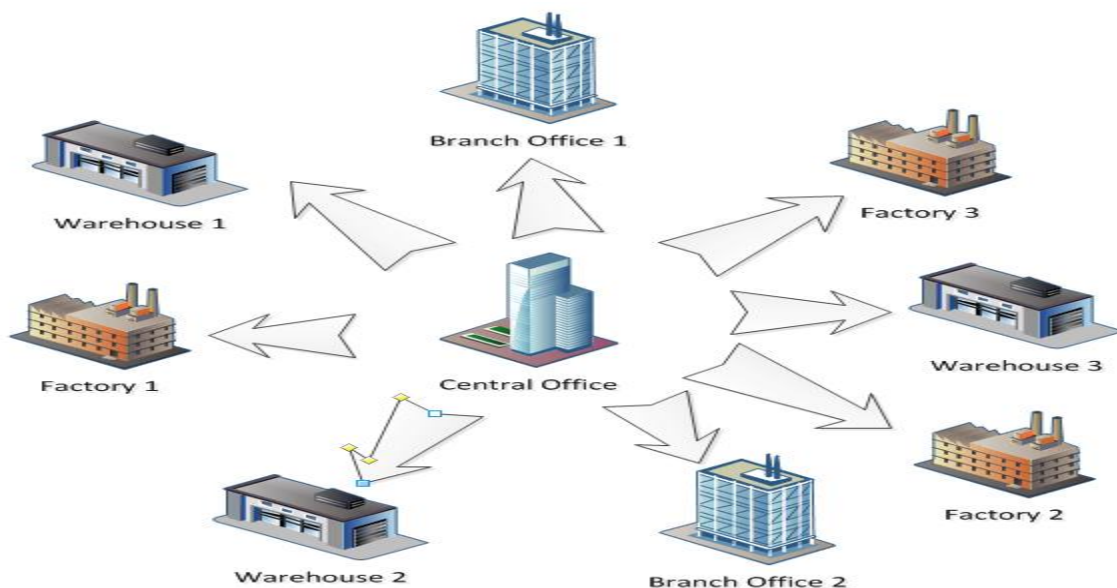 Branch Office 1
Warehouse 1
Factory 3
Factory 1
Central Office
Warehouse 3
Factory 2
Warehouse 2
Branch Office 2